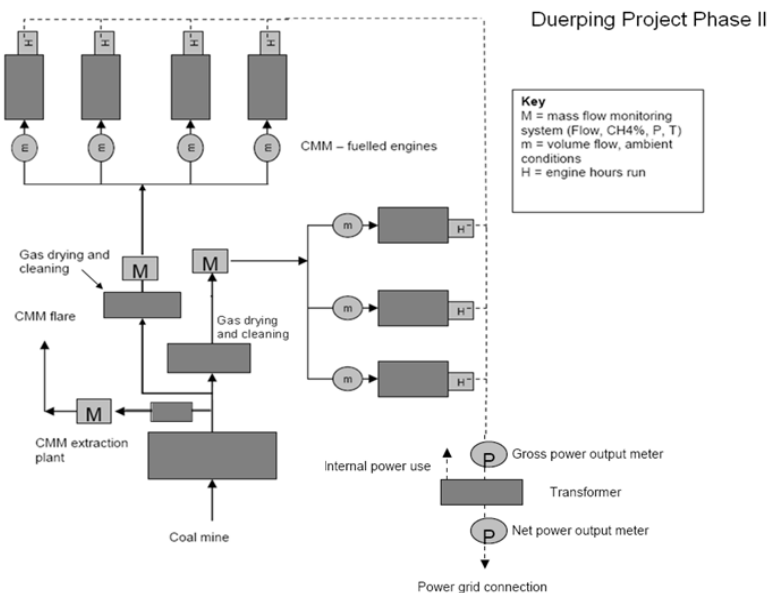 Duerping Project Phase II
H
H
H
H
m
m
m
m
CMM – fuelled engines
Key
M = mass flow monitoring
system (Flow, CH4%, P, T)
m = volume flow, ambient
conditions
H = engine hours run
m
H
Gas drying and
cleaning
M
M
CMM flare
Gas drying
and cleaning
m
H
m
H
M
CMM extraction
plant
Internal power use
P
Gross power output meter
Transformer
Coal mine
P
Net power output meter
Power grid connection